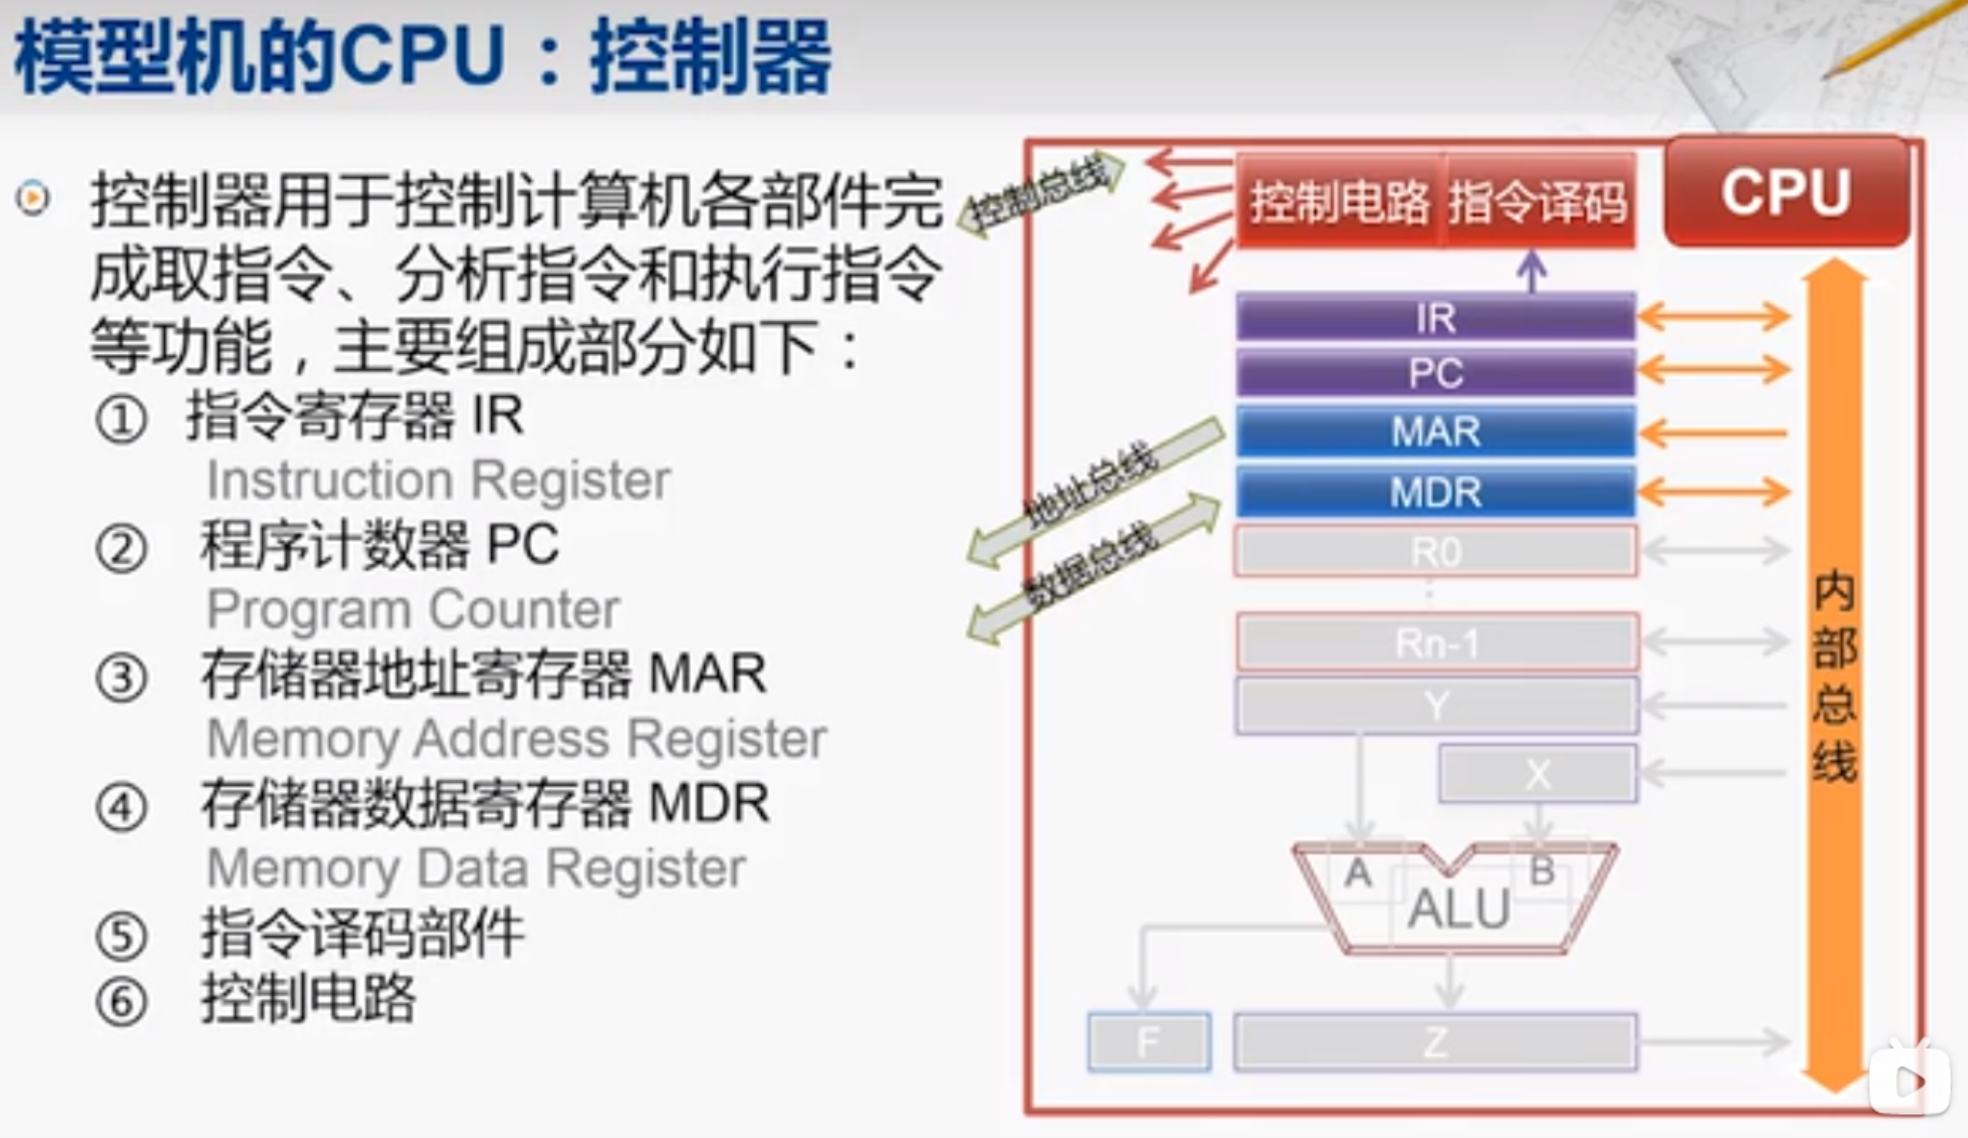 模型机的CPU：控制器
控制器用于控制计算机各部件完
成取指令、分析指令和执行指令
等功能，主要组成部分如下：
① 指令寄存器 IR
Instruction Register
② 程序计数器 PC
Program Counter
③ 存储器地址寄存器 MAR
Memory Address Register
④ 存储器数据寄存器 MDR
Memory Data Register
⑤ 指令译码部件
⑥ 控制电路
控制总线
控制电路
指令译码
CPU
IR
PC
MAR
地址总线
MDR
数据总线
R0
Rn-1
Y
X
A
B
ALU
F
Z
内部总线